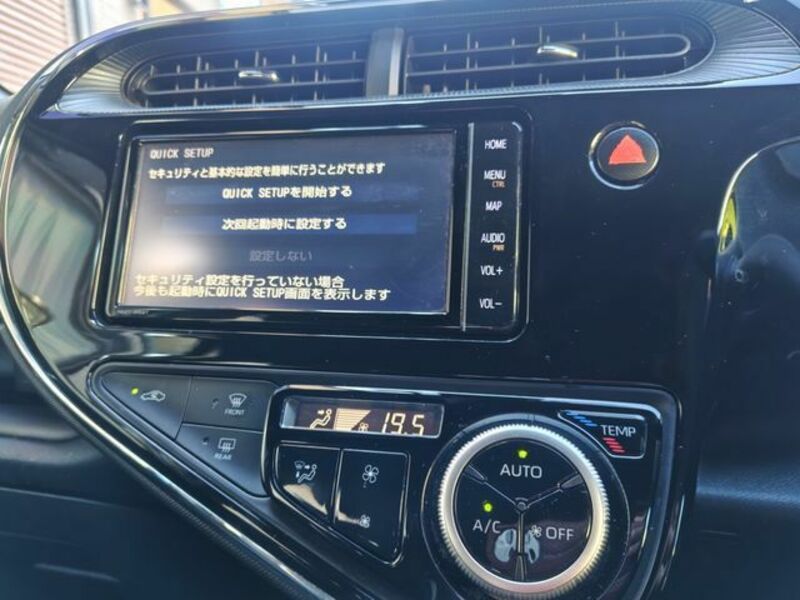 QUICK SETUP
セキュリティと基本的な設定を簡単に行うことができます
QUICK SETUPを開始する
次回起動時に設定する
設定しない
セキュリティ設定を行っていない場合
今後も起動時にQUICK SETUP画面を表示します
HOME
MENU
CTRL
MAP
AUDIO
PWR
VOL+
VOL-
FRONT
REAR
19.5
TEMP
AUTO
A/C
OFF